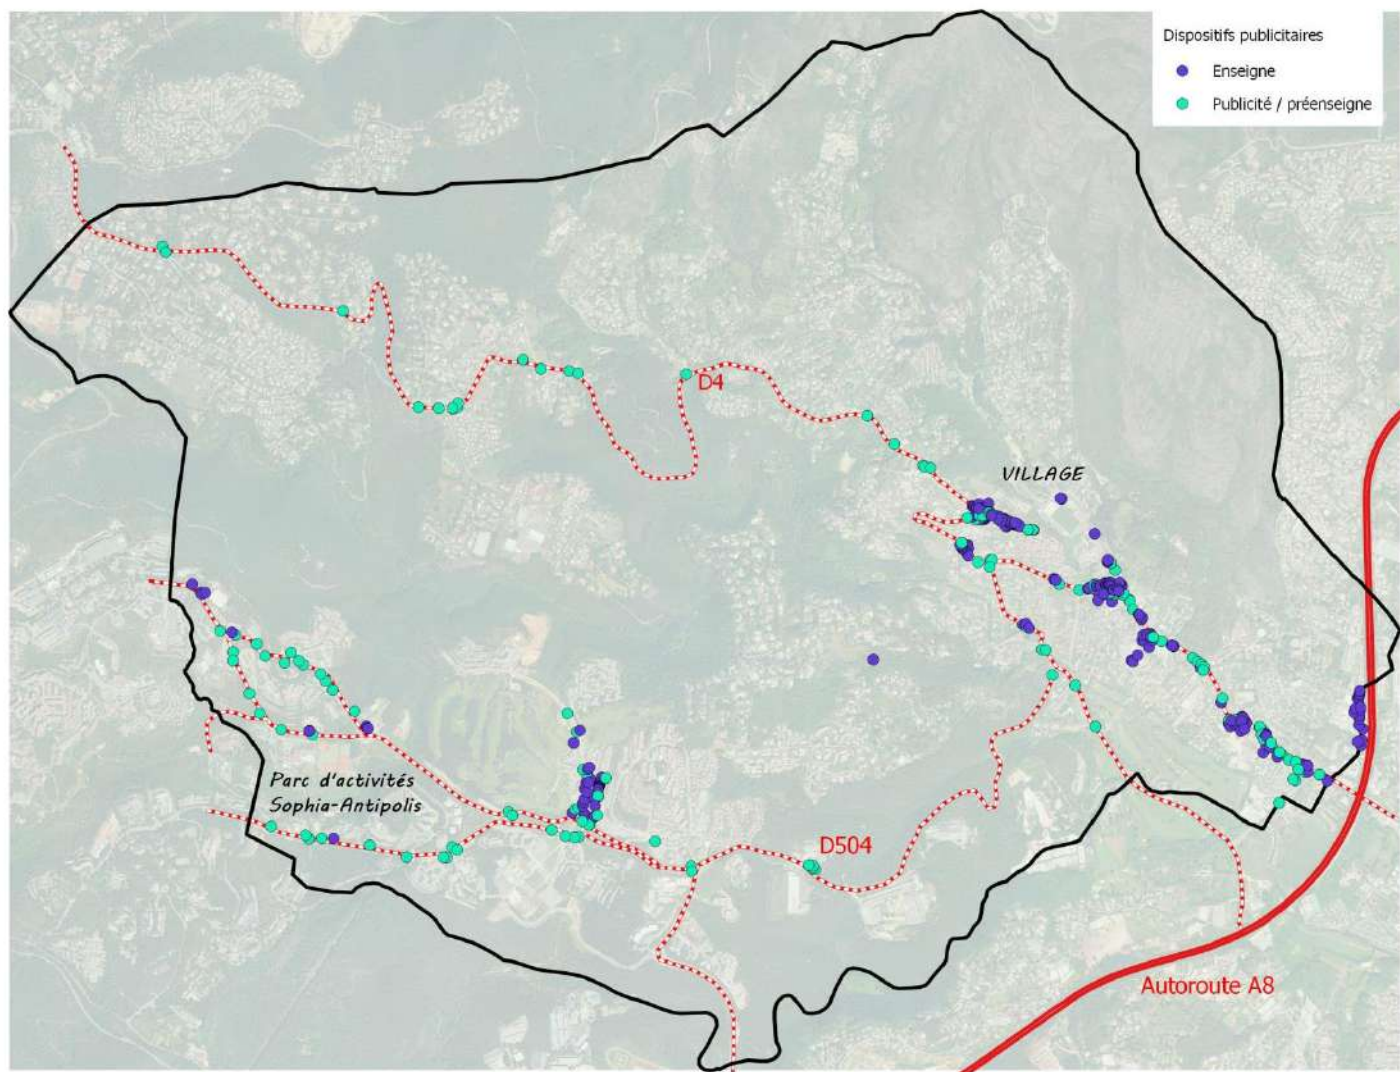 Dispositifs publicitaires
Enseigne
Publicité / préenseigne
D4
VILLAGE
Parc d'activités
Sophia-Antipolis
D504
Autoroute A8